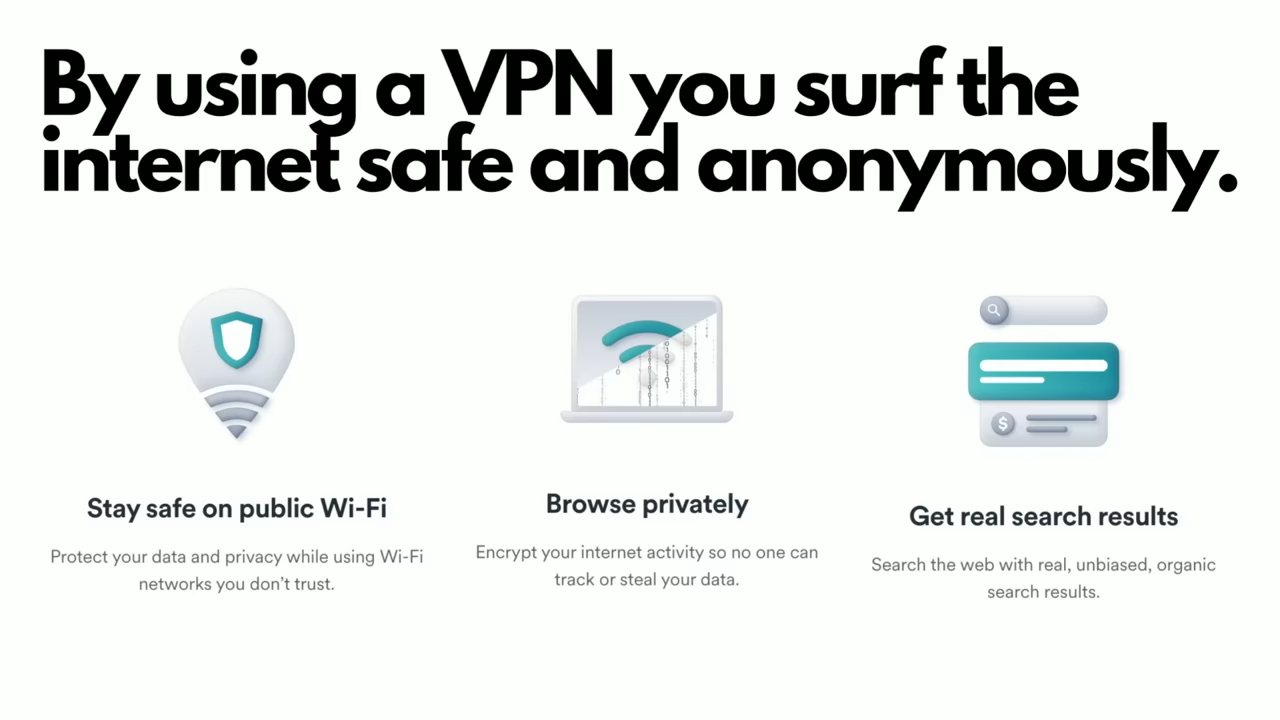 By using a VPN you surf the
internet safe and anonymously.
Stay safe on public Wi-Fi
Protect your data and privacy while using Wi-Fi
networks you don't trust.
Browse privately
Encrypt your internet activity so no one can
track or steal your data.
Get real search results
Search the web with real, unbiased, organic
search results.